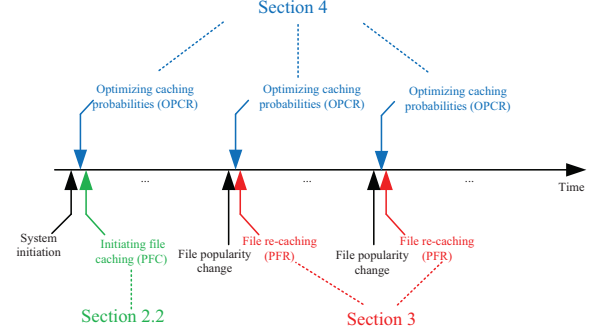 Section 4
Optimizing caching
probabilities (OPCR)
Optimizing caching
probabilities (OPCR)
Optimizing caching
probabilities (OPCR)
...
...
...
Time
System
initiation
Initiating file
caching (PFC)
File popularity
change
File re-caching
(PFR)
File popularity
change
File re-caching
(PFR)
Section 2.2
Section 3